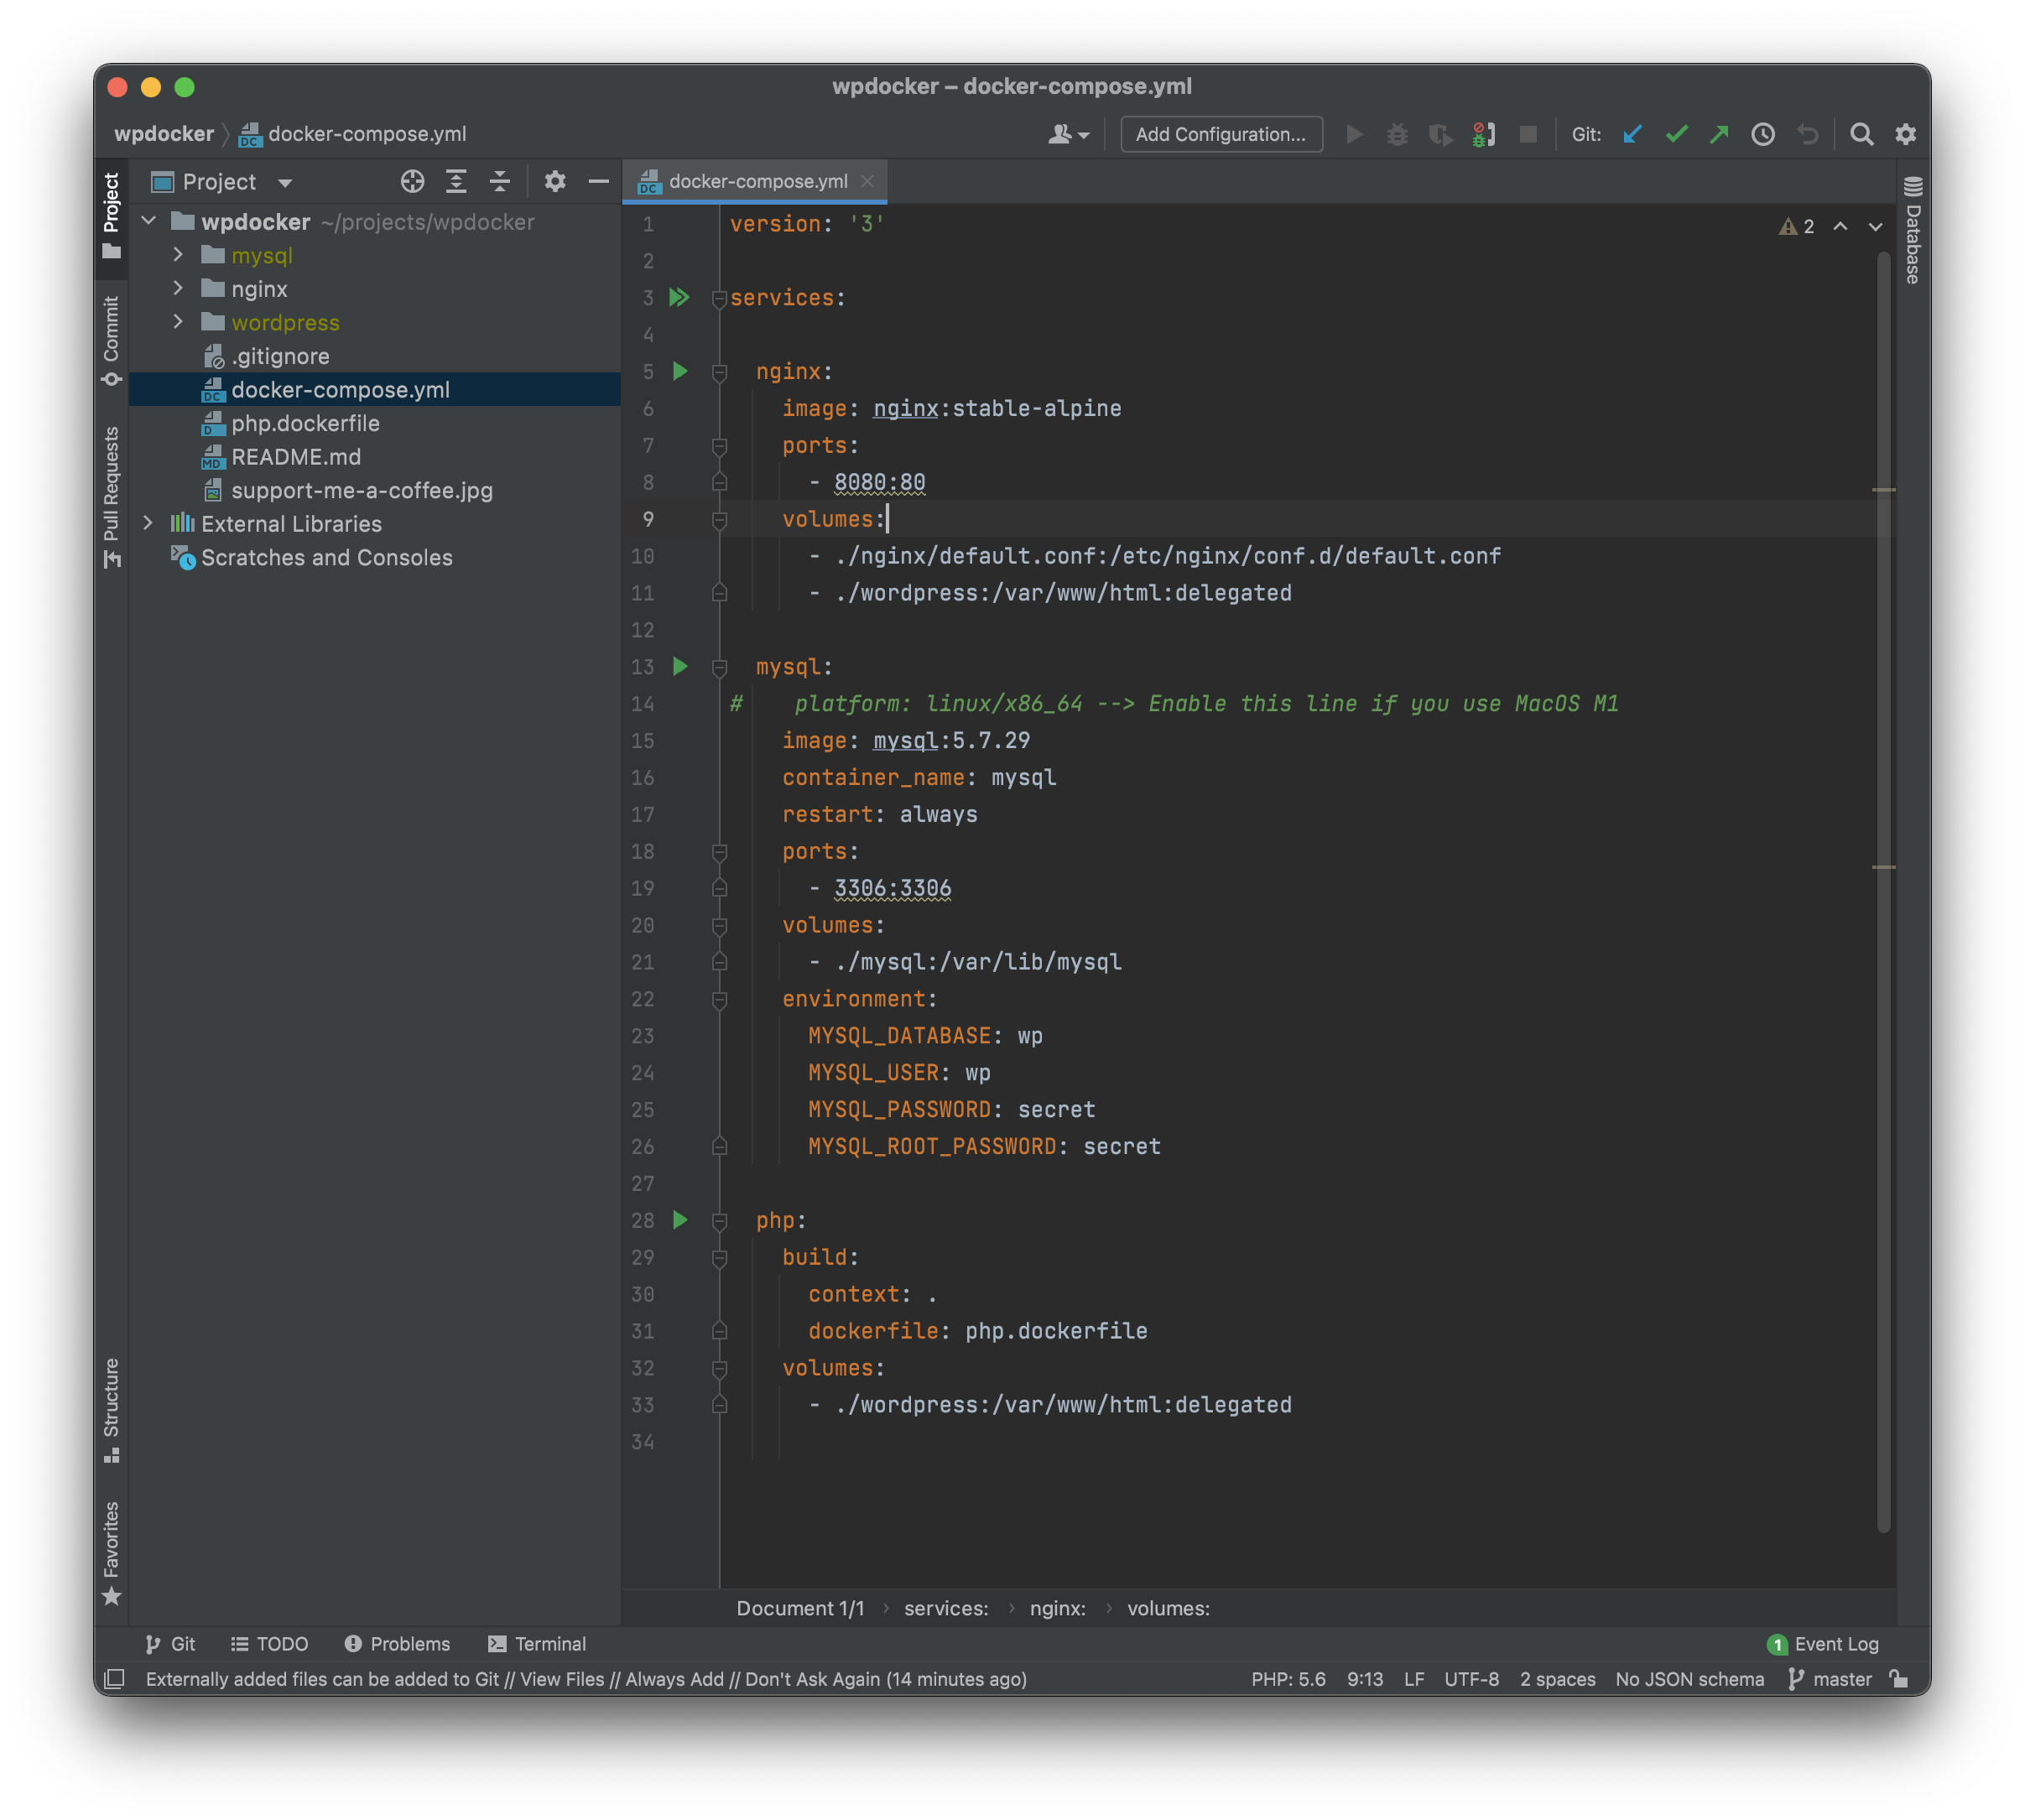 wpdocker – docker-compose.yml
wpdocker docker-compose.yml
Add Configuration...
Git:
Project
docker-compose.yml
Project
Commit
Pull Requests
Structure
Favorites
Database
wpdocker ~/projects/wpdocker
mysql
nginx
wordpress
.gitignore
docker-compose.yml
php.dockerfile
README.md
support-me-a-coffee.jpg
External Libraries
Scratches and Consoles
2
1 version: '3'
2
3 services:
4
5 nginx:
6 image: nginx:stable-alpine
7 ports:
8 - 8080:80
9 volumes:
10 - ./nginx/default.conf:/etc/nginx/conf.d/default.conf
11 - ./wordpress:/var/www/html:delegated
12
13 mysql:
14 # platform: linux/x86_64 --> Enable this line if you use MacOS M1
15 image: mysql:5.7.29
16 container_name: mysql
17 restart: always
18 ports:
19 - 3306:3306
20 volumes:
21 - ./mysql:/var/lib/mysql
22 environment:
23 MYSQL_DATABASE: wp
24 MYSQL_USER: wp
25 MYSQL_PASSWORD: secret
26 MYSQL_ROOT_PASSWORD: secret
27
28 php:
29 build:
30 context: .
31 dockerfile: php.dockerfile
32 volumes:
33 - ./wordpress:/var/www/html:delegated
34
Document 1/1 › services: › nginx: › volumes:
Git TODO Problems Terminal 1 Event Log
Externally added files can be added to Git // View Files // Always Add // Don't Ask Again (14 minutes ago) PHP: 5.6 9:13 LF UTF-8 2 spaces No JSON schema master